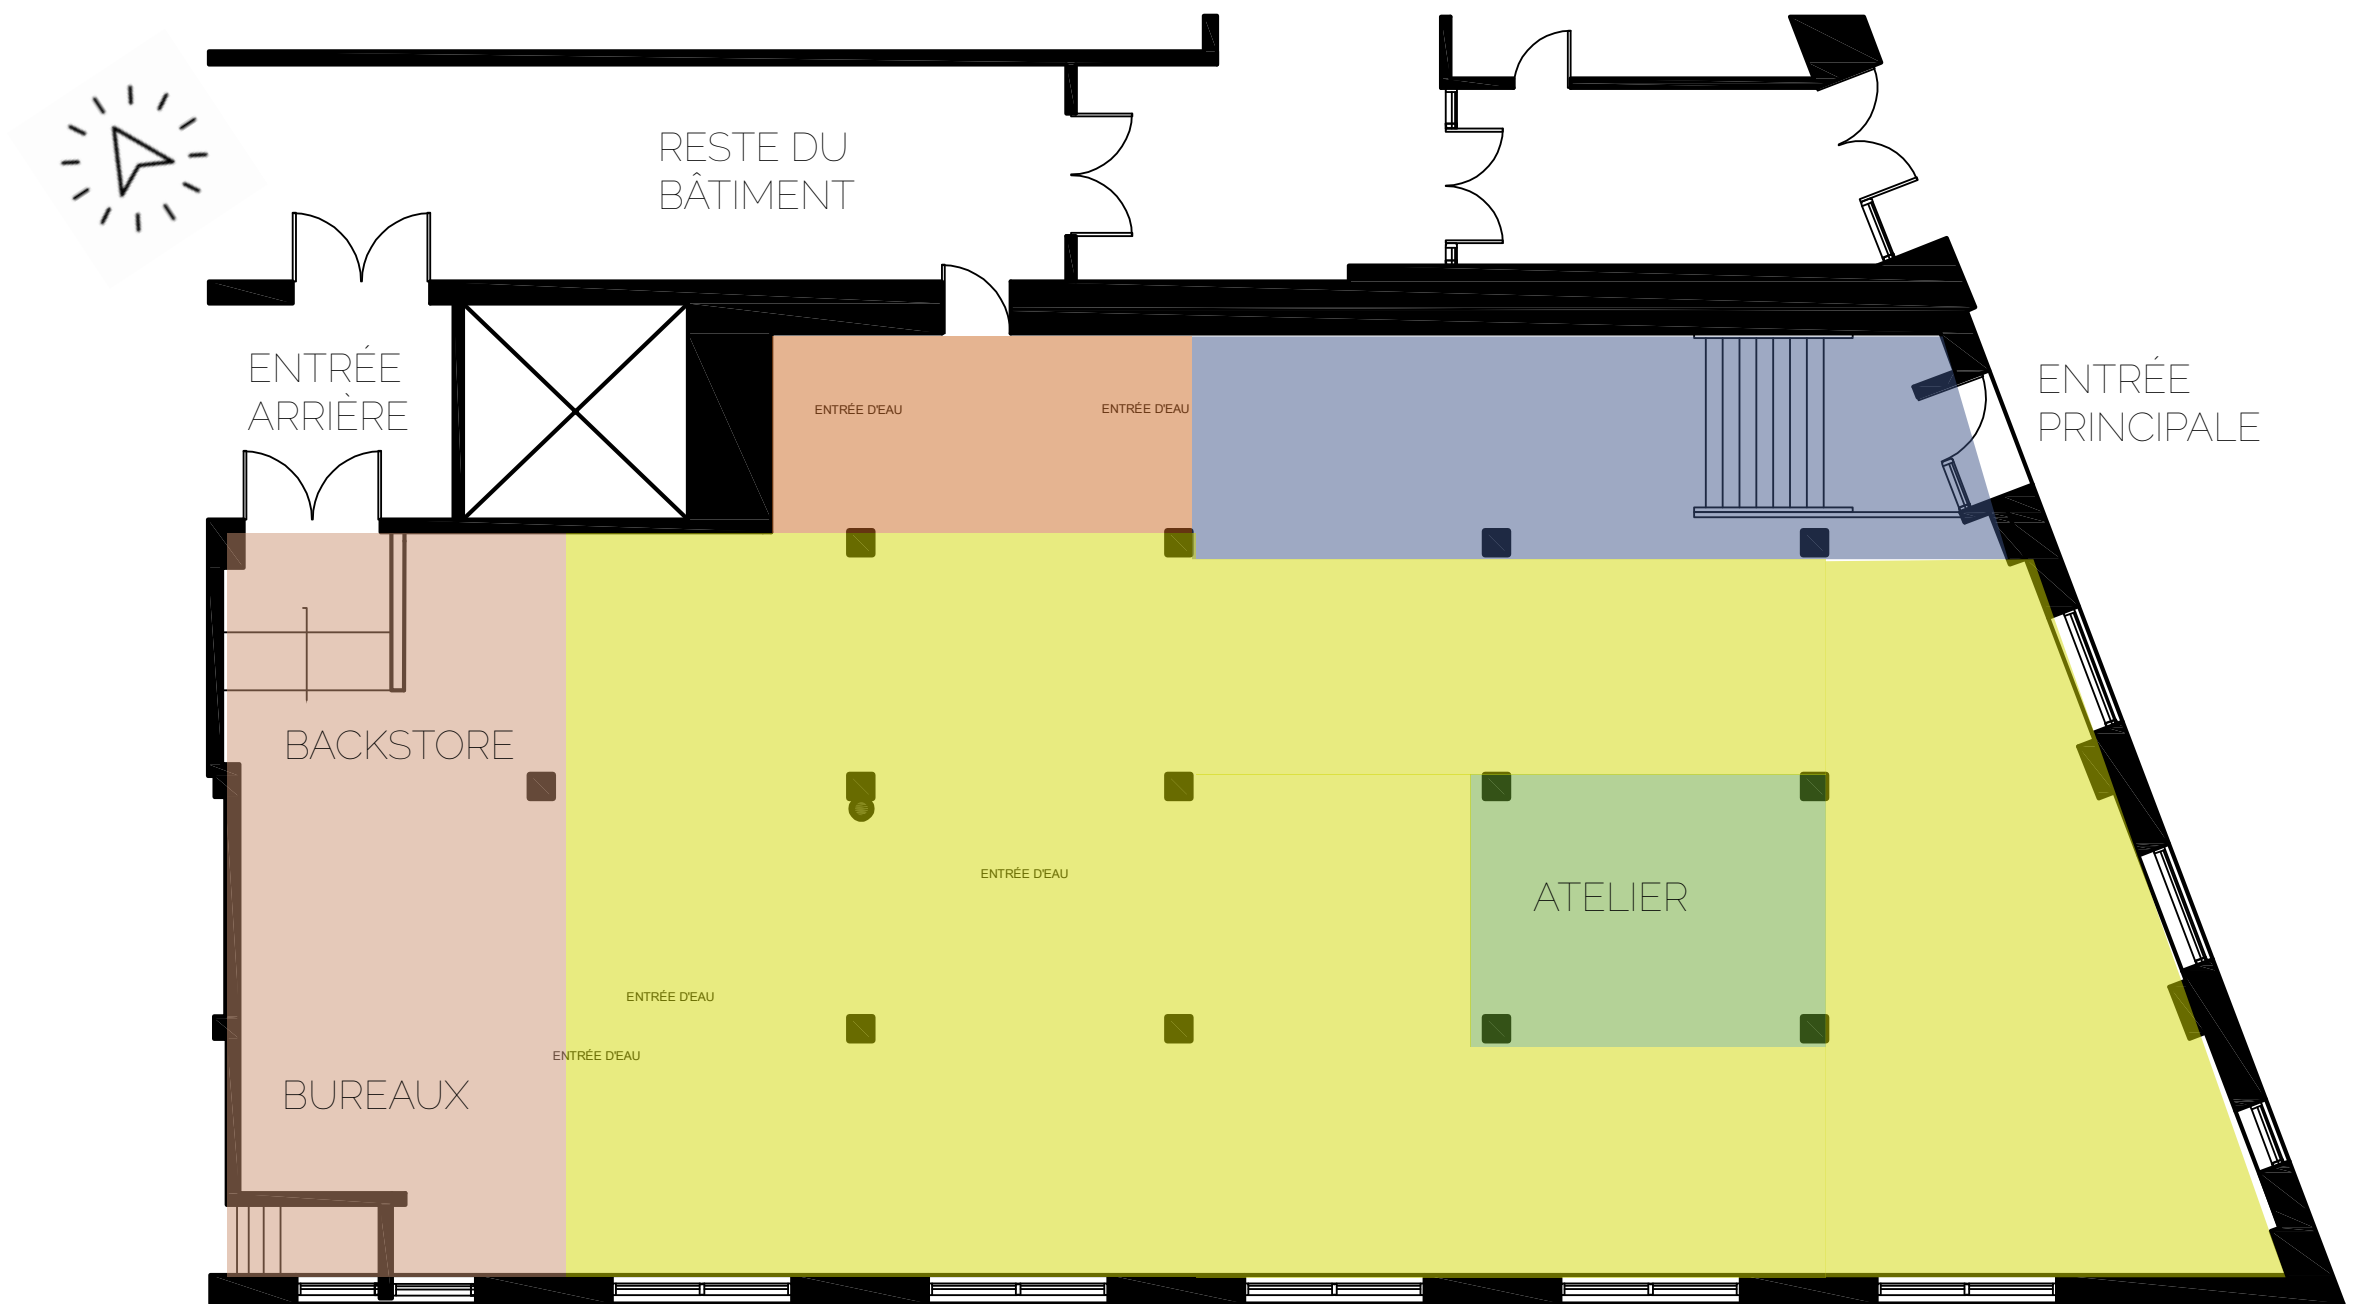 RESTE DU
BÂTIMENT
ENTRÉE
ARRIÈRE
ENTRÉE
PRINCIPALE
ENTRÉE D'EAU
ENTRÉE D'EAU
BACKSTORE
ENTRÉE D'EAU
ATELIER
ENTRÉE D'EAU
ENTRÉE D'EAU
BUREAUX